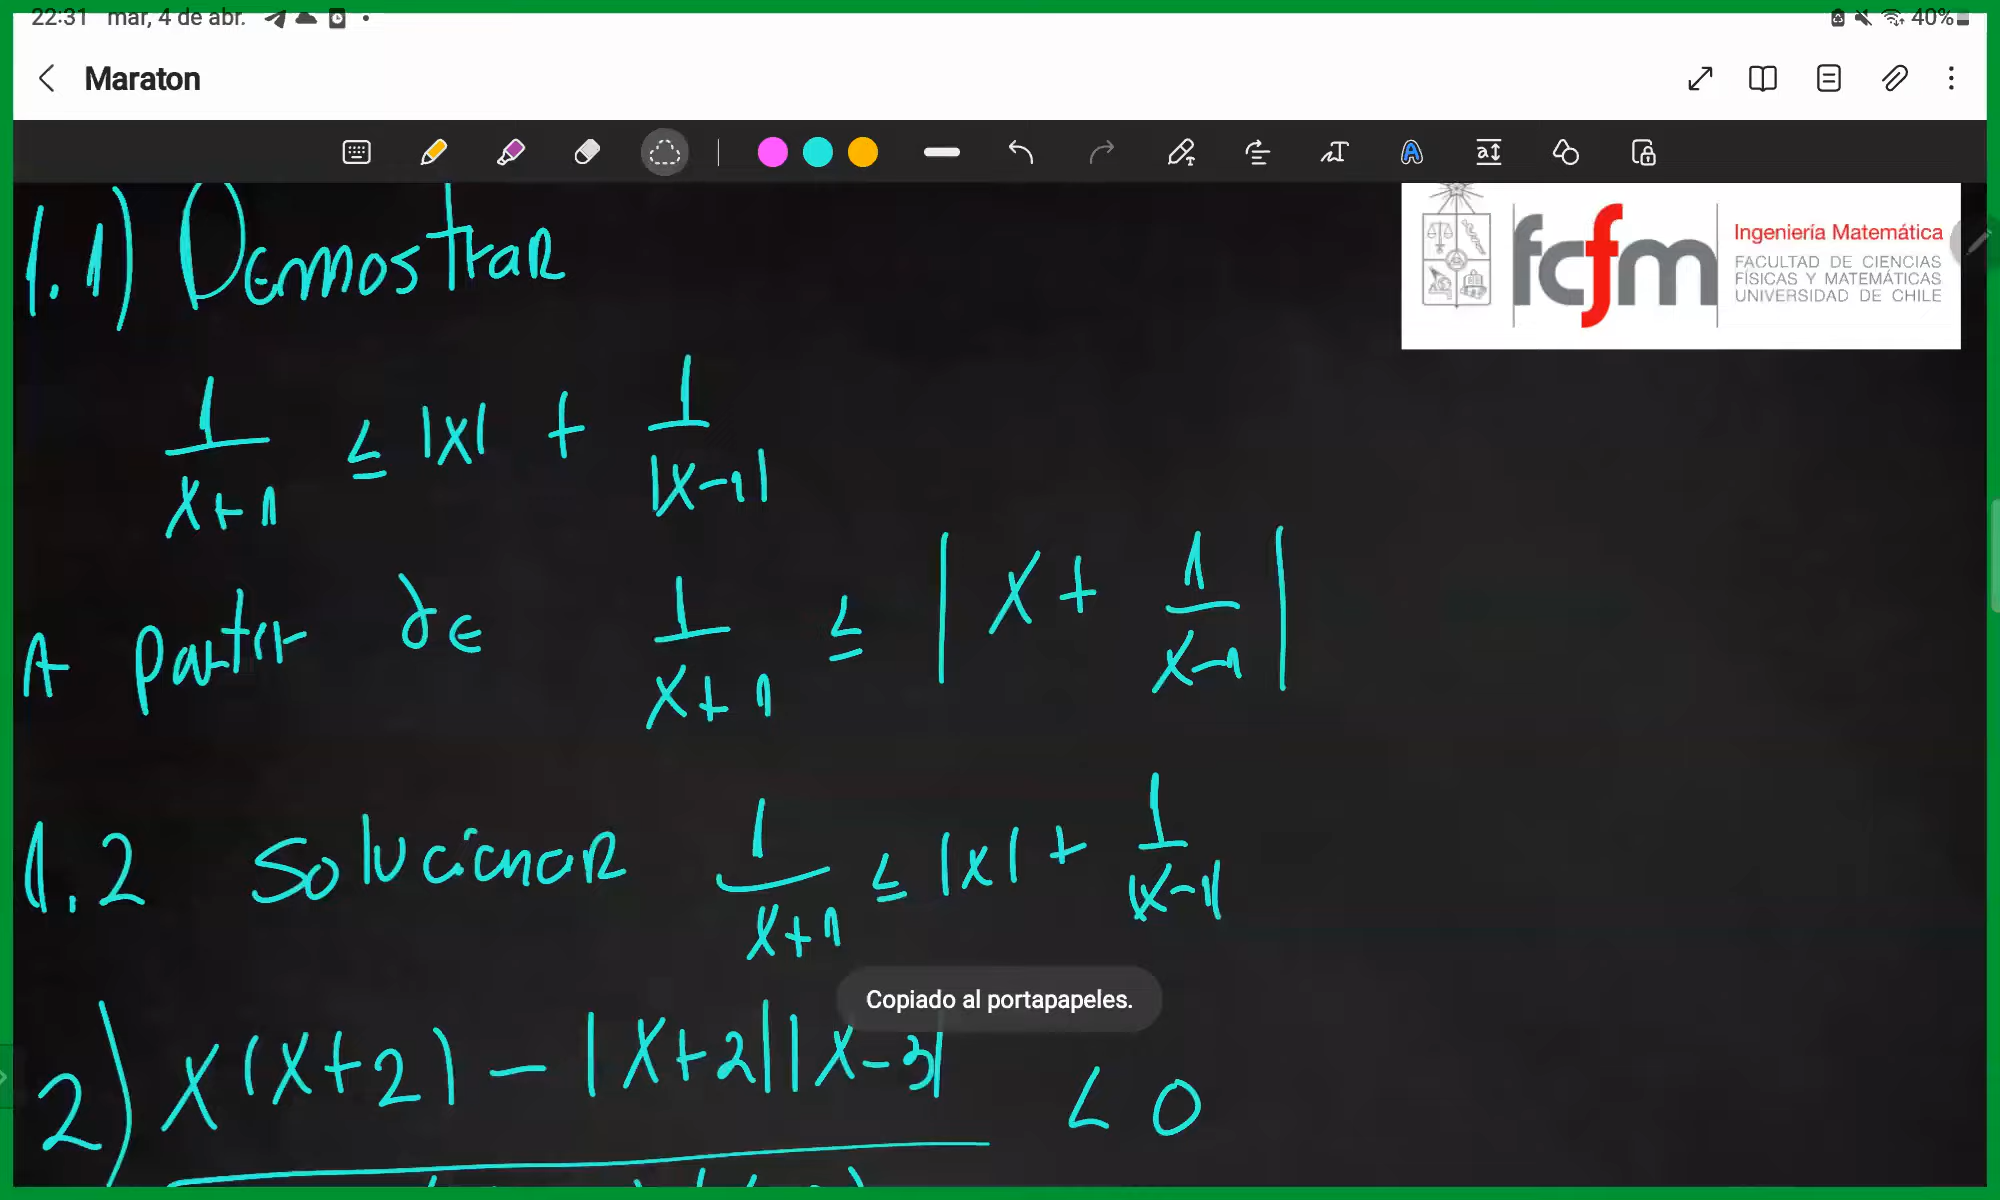 22:31 mar, 4 de abr.
40%
Maraton
1.1) Demostrar
fcfm
Ingeniería Matemática
FACULTAD DE CIENCIAS
FÍSICAS Y MATEMÁTICAS
UNIVERSIDAD DE CHILE
1/(x+1) ≤ |x| + 1/|x-1|
A partir de 1/(x+1) ≤ |x + 1/(x-1)|
1.2 Solucionar 1/(x+1) ≤ |x| + 1/|x-1|
Copiado al portapapeles.
2) x(x+2) - |x+2||x-3| < 0